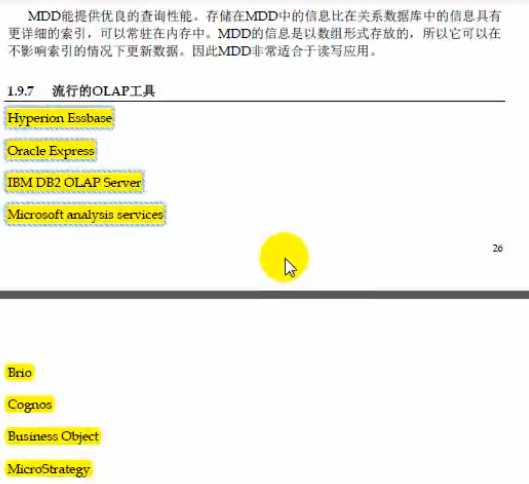 MDD能提供优良的查询性能。存储在MDD中的信息比在关系数据库中的信息具有
更详细的索引，可以常驻在内存中。MDD的信息是以数组形式存放的，所以它可以在
不影响索引的情况下更新数据。因此MDD非常适合于读写应用。
1.9.7 流行的OLAP工具
Hyperion Essbase
Oracle Express
IBM DB2 OLAP Server
Microsoft analysis services
26
Brio
Cognos
Business Object
MicroStrategy